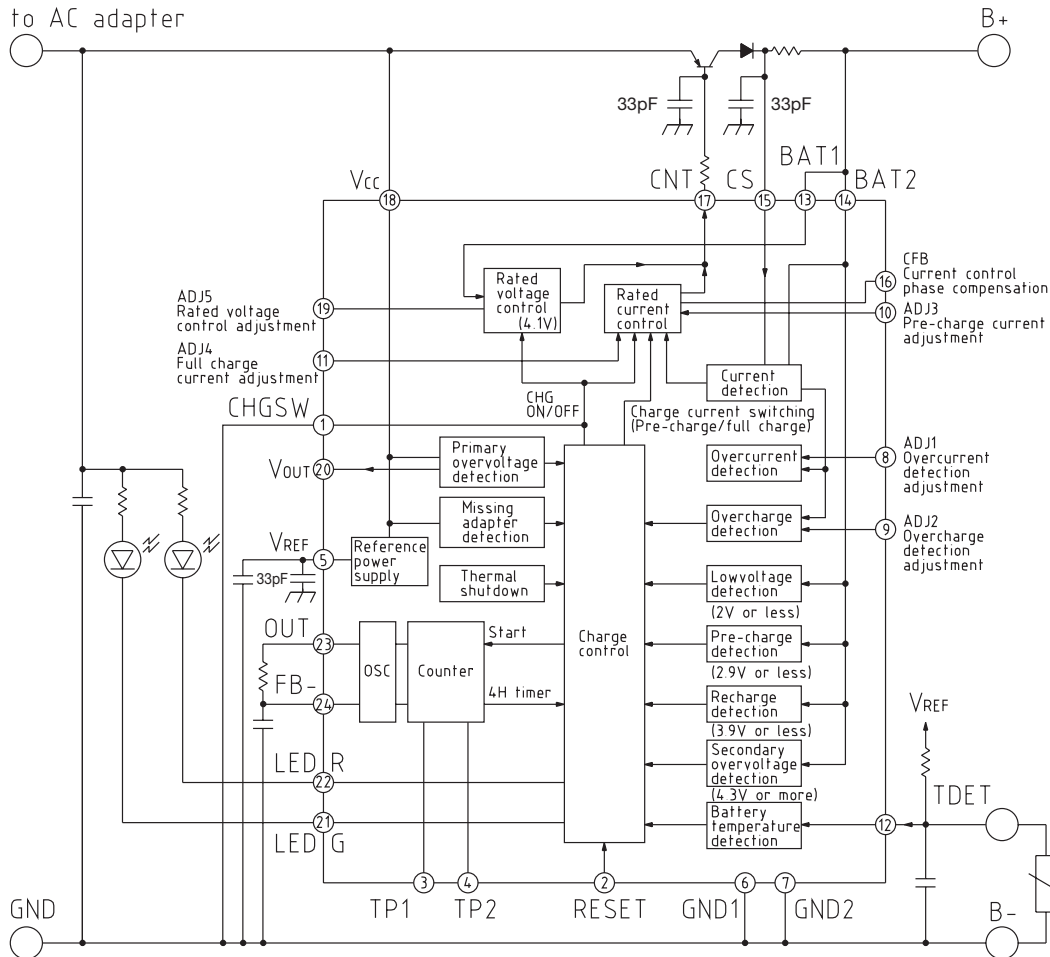 to AC adapter
B+
33pF
33pF
BAT1
VCC
CNT
CS
BAT2
18
17
15
13
14
CFB
Current control
phase compensation
16
ADJ5
Rated voltage
control adjustment
19
Rated
voltage
control
(4.1V)
Rated
current
control
10
ADJ3
Pre-charge current
adjustment
ADJ4
Full charge
current adjustment
11
Current
detection
CHG
ON/OFF
Charge current switching
(Pre-charge/full charge)
CHGSW
1
Primary
overvoltage
detection
Overcurrent
detection
8
ADJ1
Overcurrent
detection
adjustment
VOUT
20
Missing
adapter
detection
Overcharge
detection
9
ADJ2
Overcharge
detection
adjustment
VREF
5
Reference
power
supply
33pF
Thermal
shutdown
Lowvoltage
detection
(2V or less)
OUT
23
OSC
Counter
Start
Charge
control
Pre-charge
detection
(2.9V or less)
FB-
24
4H timer
Recharge
detection
(3.9V or less)
VREF
LED R
22
Secondary
overvoltage
detection
(4.3V or more)
TDET
LED G
21
Battery
temperature
detection
12
3
4
2
6
7
TP1
TP2
RESET
GND1
GND2
GND
B-